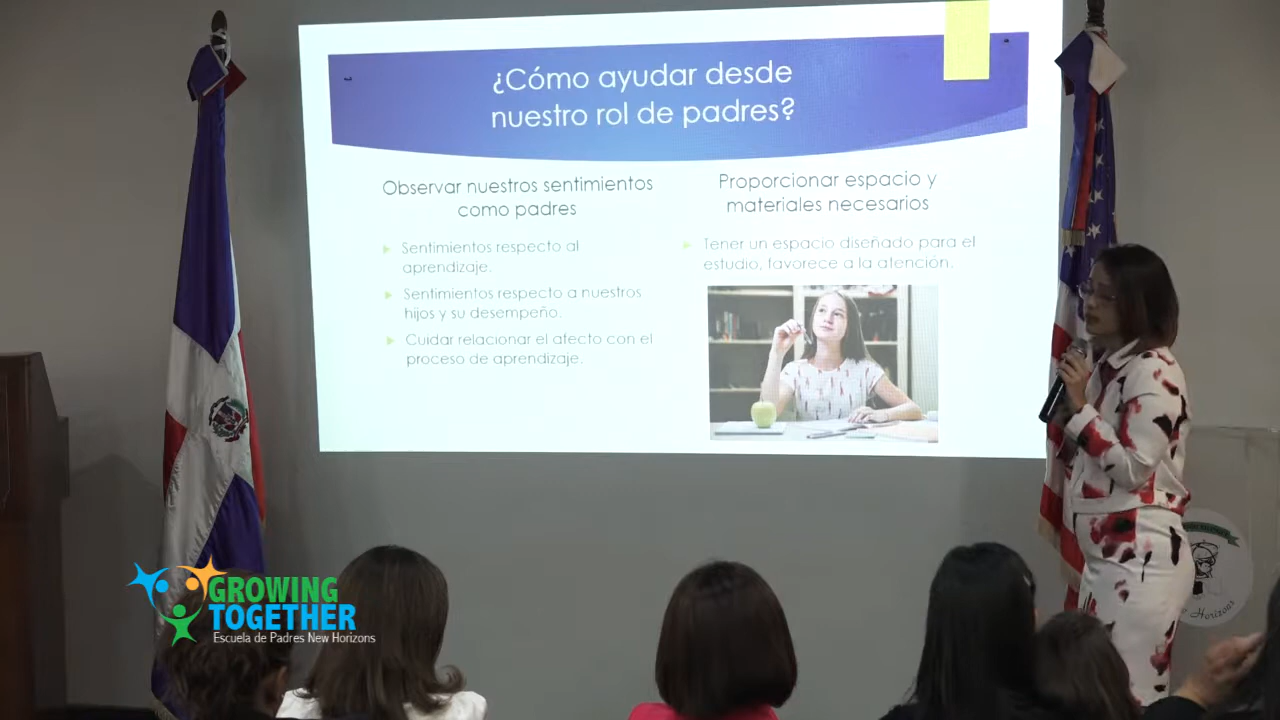 ¿Cómo ayudar desde
nuestro rol de padres?
Observar nuestros sentimientos
como padres
Sentimientos respecto al
aprendizaje.
Sentimientos respecto a nuestros
hijos y su desempeño.
Cuidar relacionar el afecto con el
proceso de aprendizaje.
Proporcionar espacio y
materiales necesarios
Tener un espacio diseñado para el
estudio, favorece a la atención.
GROWING
TOGETHER
Escuela de Padres New Horizons
Horizons